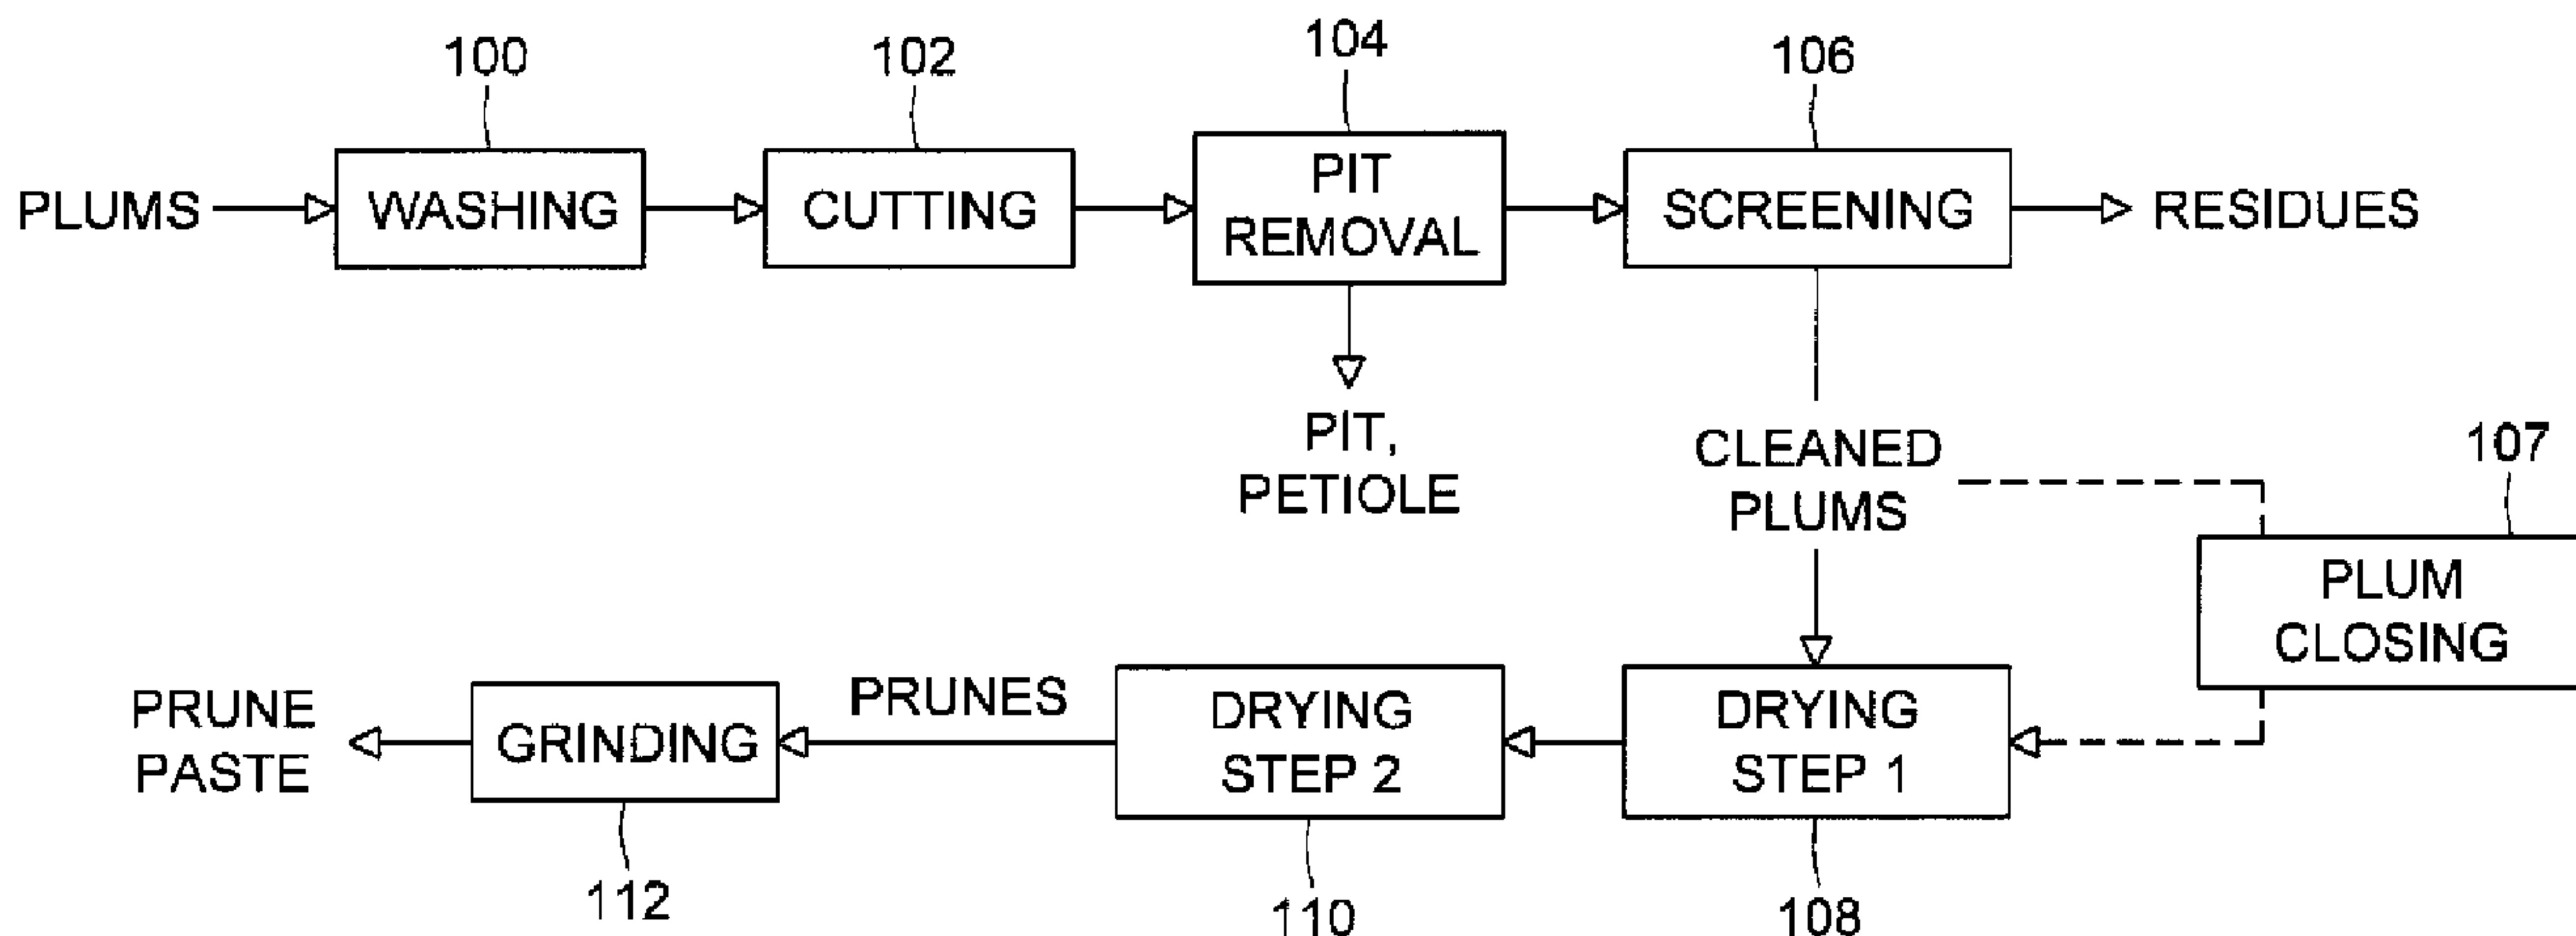 100
102
104
106
PLUMS
WASHING
CUTTING
PIT
REMOVAL
SCREENING
RESIDUES
PIT,
PETIOLE
CLEANED
PLUMS
107
PLUM
CLOSING
PRUNE
PASTE
GRINDING
PRUNES
DRYING
STEP 2
DRYING
STEP 1
112
110
108